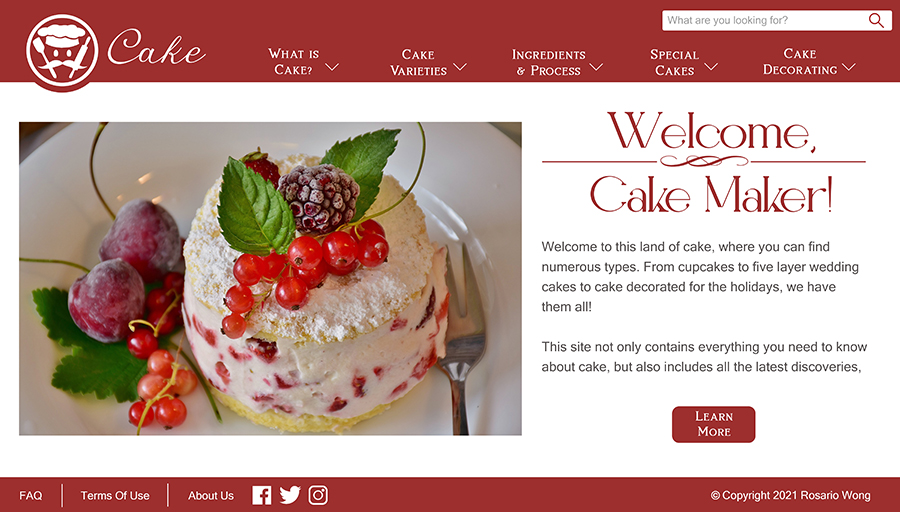 What are you looking for?
Cake
What is
Cake?
Cake
Varieties
Ingredients
& Process
Special
Cakes
Cake
Decorating
Welcome,
Cake Maker!
Welcome to this land of cake, where you can find
numerous types. From cupcakes to five layer wedding
cakes to cake decorated for the holidays, we have
them all!
This site not only contains everything you need to know
about cake, but also includes all the latest discoveries,
Learn
More
FAQ
Terms Of Use
About Us
© Copyright 2021 Rosario Wong